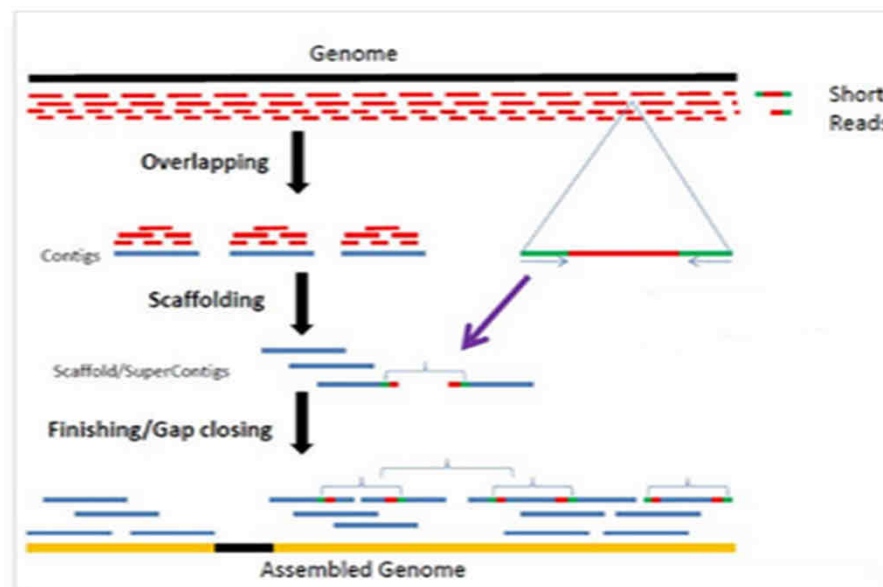 Genome
Short
Reads
Overlapping
Contigs
Scaffolding
Scaffold/SuperContigs
Finishing/Gap closing
Assembled Genome